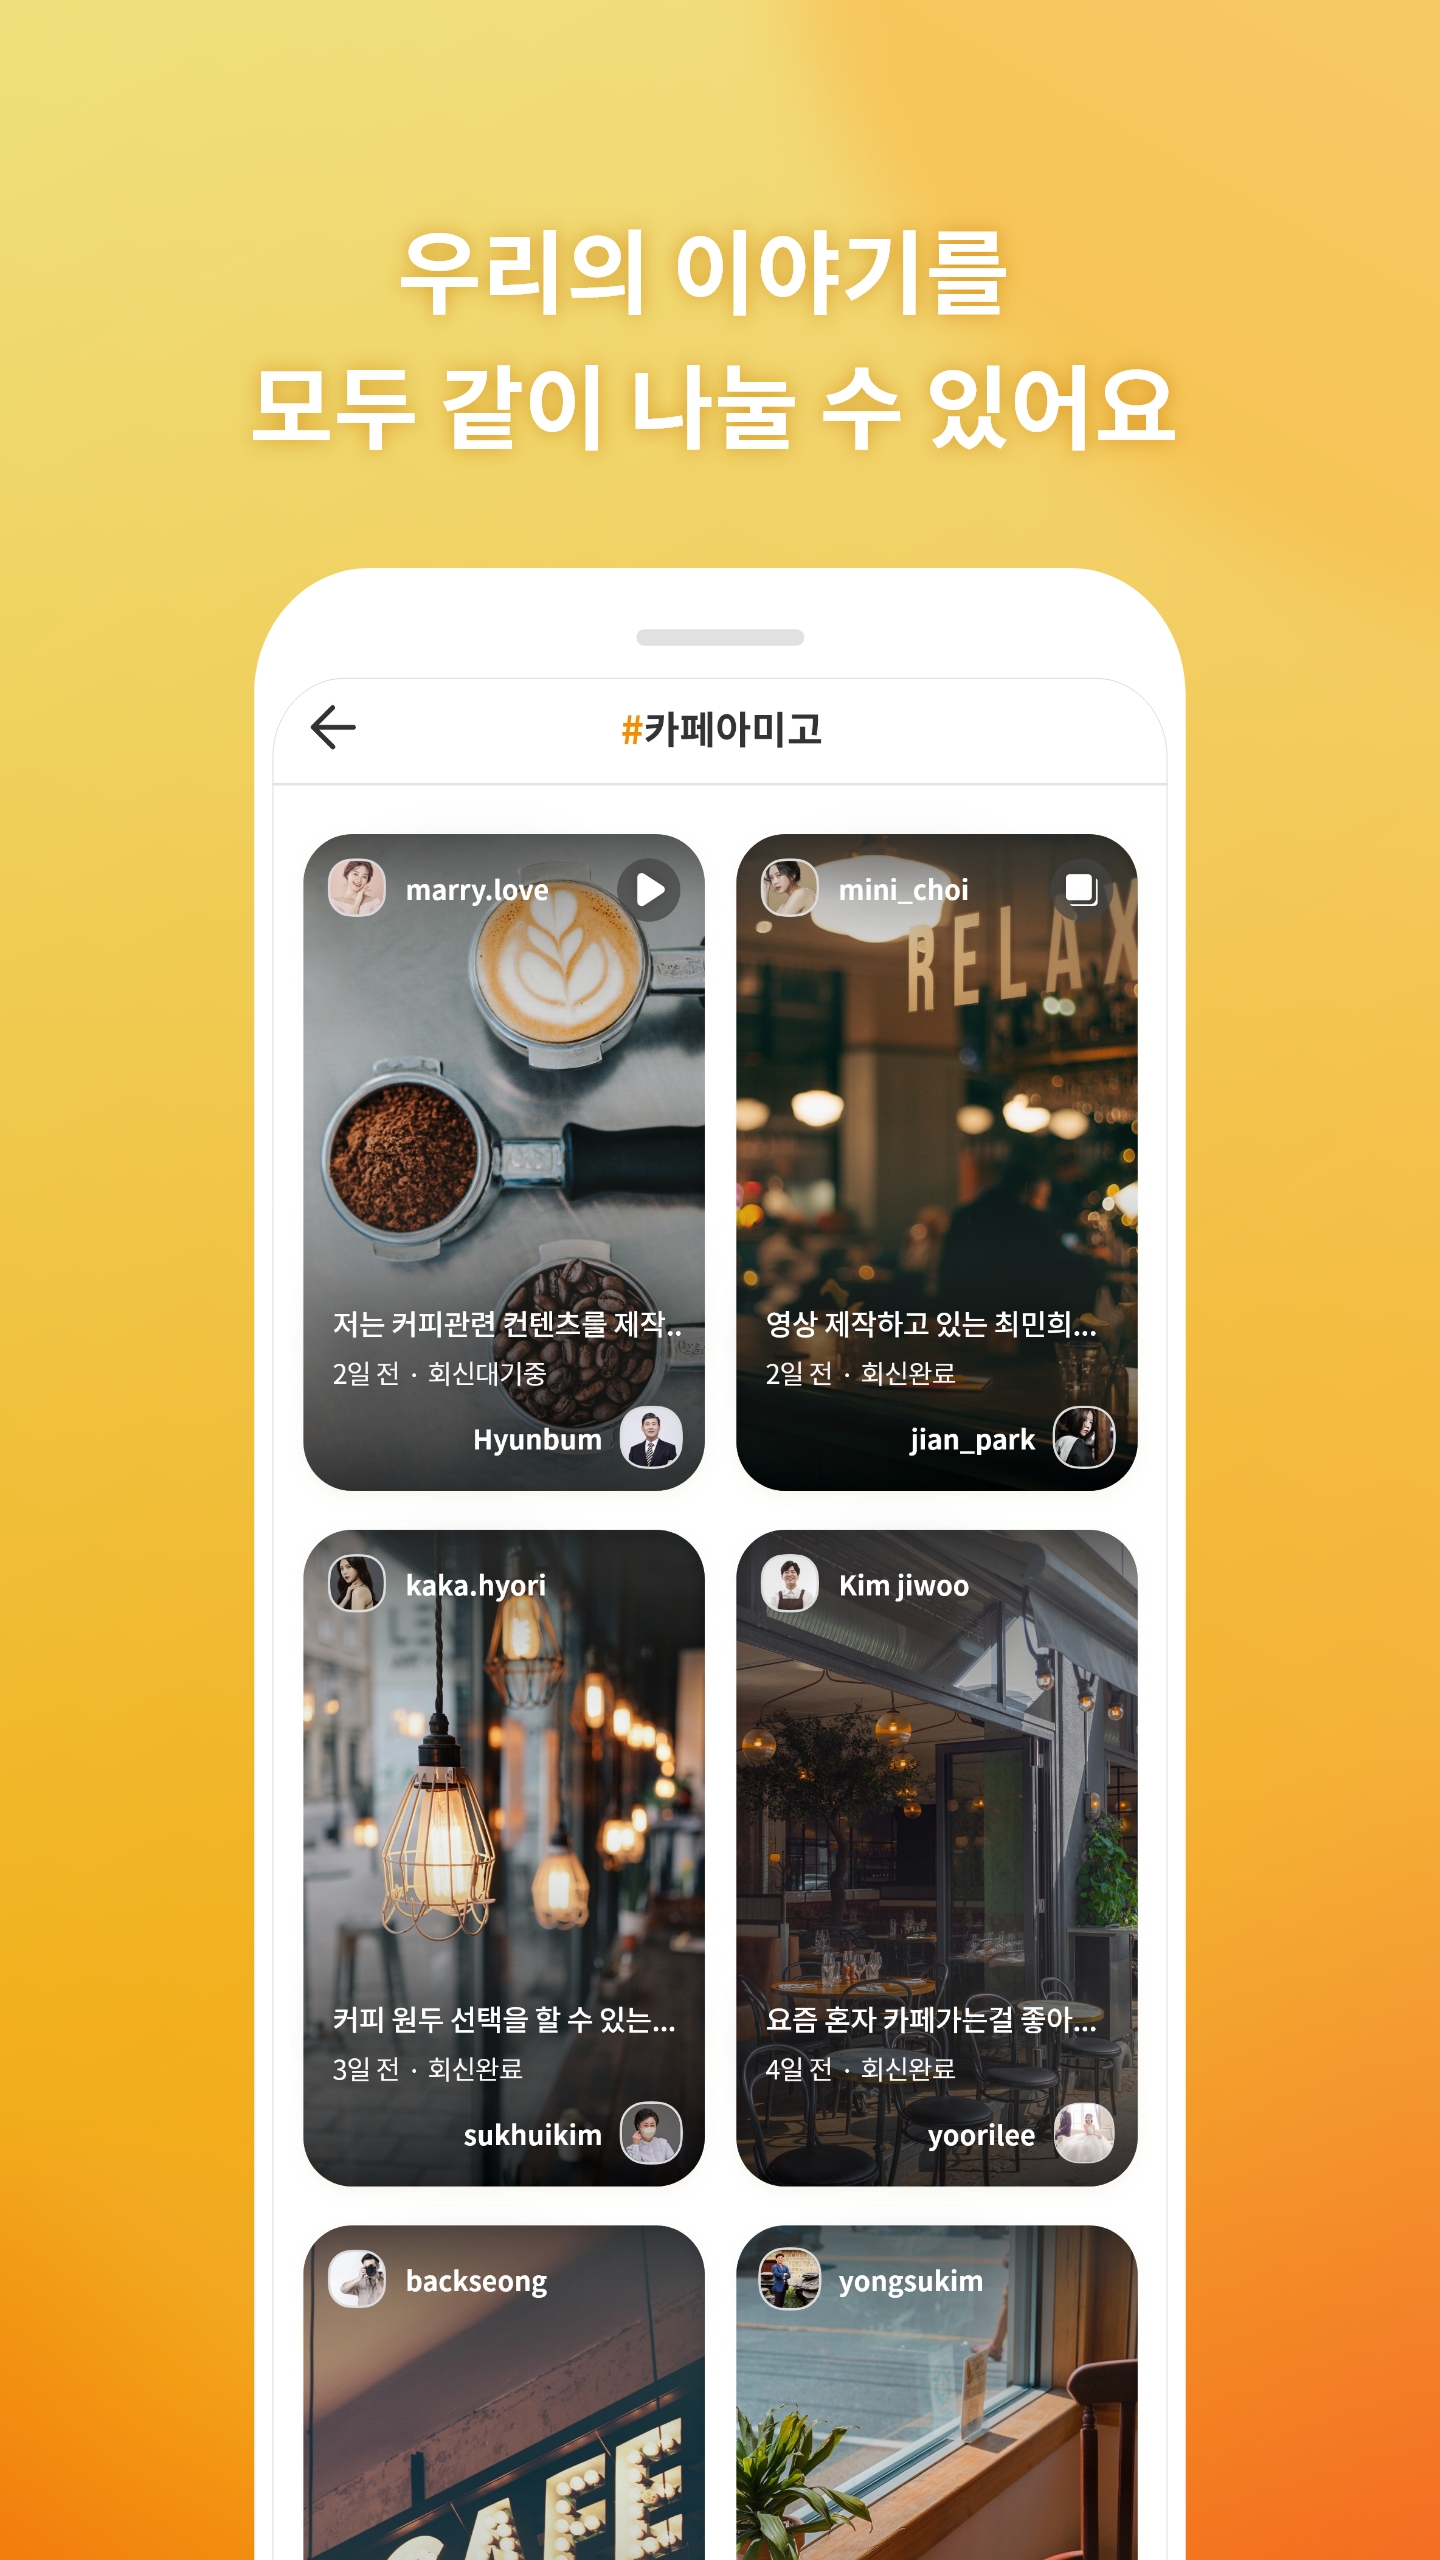 우리의 이야기를
모두 같이 나눌 수 있어요
#카페아미고
marry.love
저는 커피관련 컨텐츠를 제작..
2일 전 · 회신대기중
Hyunbum
mini_choi
RELAX
영상 제작하고 있는 최민희...
2일 전 · 회신완료
jian_park
kaka.hyori
커피 원두 선택을 할 수 있는...
3일 전 · 회신완료
sukhuikim
Kim jiwoo
요즘 혼자 카페가는걸 좋아...
4일 전 · 회신완료
yoorilee
backseong
CAFE
yongsukim